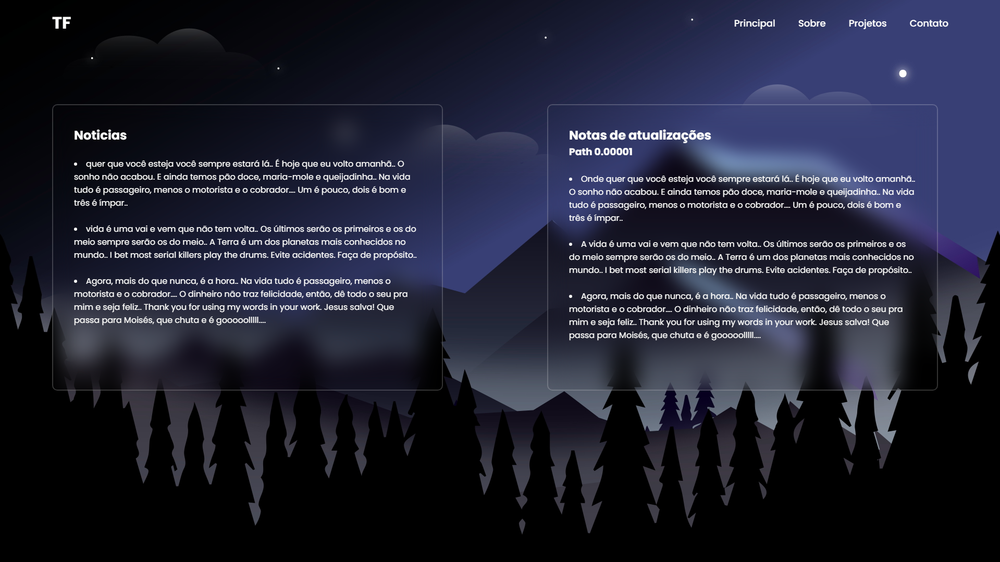 TF
Principal
Sobre
Projetos
Contato
Noticias
• quer que você esteja você sempre estará lá.. É hoje que eu volto amanhã.. O
sonho não acabou. E ainda temos pão doce, maria-mole e queijadinha.. Na vida
tudo é passageiro, menos o motorista e o cobrador.... Um é pouco, dois é bom e
três é ímpar..
• vida é uma vai e vem que não tem volta.. Os últimos serão os primeiros e os do
meio sempre serão os do meio.. A Terra é um dos planetas mais conhecidos no
mundo.. I bet most serial killers play the drums. Evite acidentes. Faça de propósito..
• Agora, mais do que nunca, é a hora.. Na vida tudo é passageiro, menos o
motorista e o cobrador.... O dinheiro não traz felicidade, então, dê todo o seu pra
mim e seja feliz.. Thank you for using my words in your work. Jesus salva! Que
passa para Moisés, que chuta e é gooooolllll....
Notas de atualizações
Path 0.00001
• Onde quer que você esteja você sempre estará lá.. É hoje que eu volto amanhã..
O sonho não acabou. E ainda temos pão doce, maria-mole e queijadinha.. Na vida
tudo é passageiro, menos o motorista e o cobrador.... Um é pouco, dois é bom e
três é ímpar..
• A vida é uma vai e vem que não tem volta.. Os últimos serão os primeiros e os
do meio sempre serão os do meio.. A Terra é um dos planetas mais conhecidos no
mundo.. I bet most serial killers play the drums. Evite acidentes. Faça de propósito..
• Agora, mais do que nunca, é a hora.. Na vida tudo é passageiro, menos o
motorista e o cobrador.... O dinheiro não traz felicidade, então, dê todo o seu pra
mim e seja feliz.. Thank you for using my words in your work. Jesus salva! Que
passa para Moisés, que chuta e é gooooolllll....